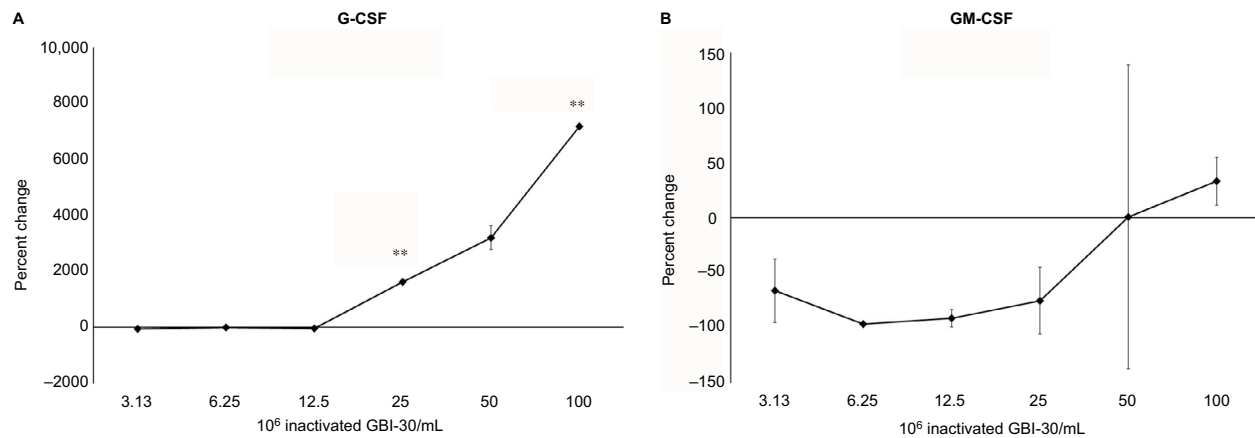 A
G-CSF
10,000
8000
6000
4000
2000
0
–2000
Percent change
**
**
3.13 6.25 12.5 25 50 100
10⁶ inactivated GBI-30/mL
B
GM-CSF
150
100
50
0
–50
–100
–150
Percent change
3.13 6.25 12.5 25 50 100
10⁶ inactivated GBI-30/mL